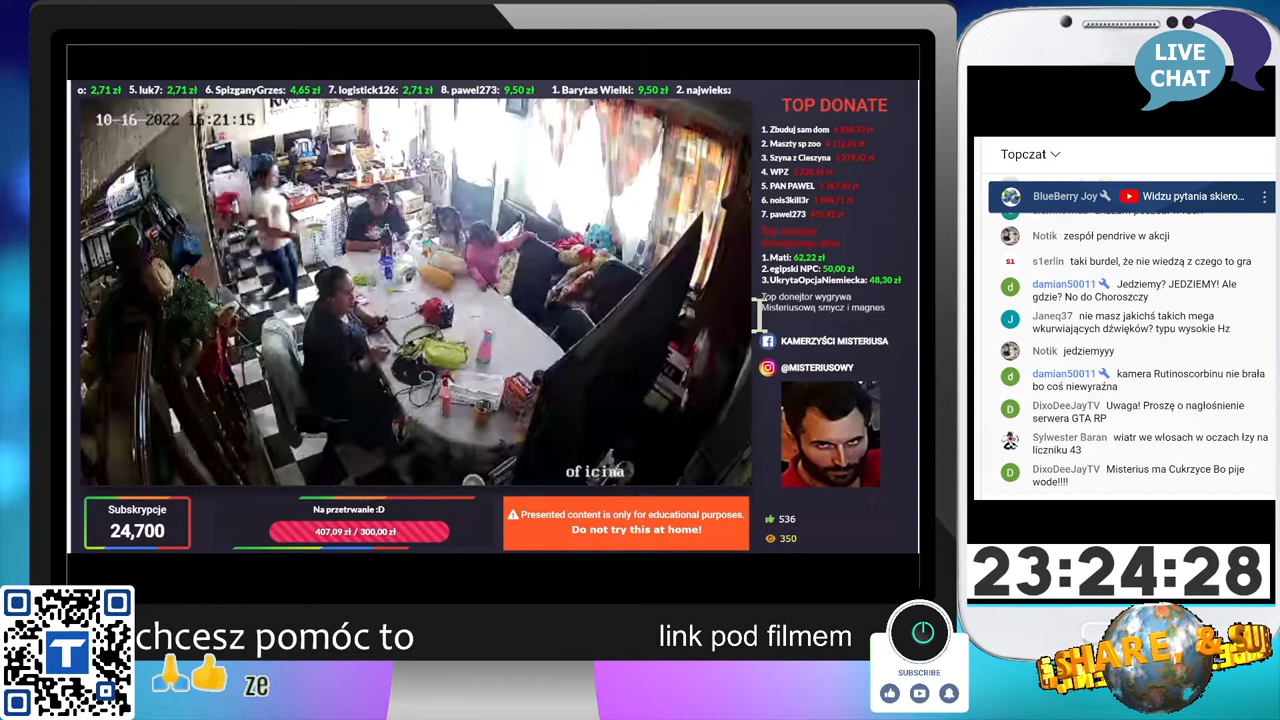 o: 2,71 zł 5. luk7: 2,71 zł 6. SpizganyGrzes: 4,65 zł 7. logistick126: 2,71 zł 8. pawel273: 9,50 zł 1. Barytas Wielki: 9,50 zł 2. najwieksz
10-16-2022 16:21:15
oficina
TOP DONATE
1. Zbuduj sam dom
2. Maszty sp zoo
3. Szyna z Cieszyna 2 279,42 zł
4. WPZ
5. PAN PAWEL
6. nois3kill3r
7. pawel273
1. Mati: 62,22 zł
2. egipski NPC: 50,00 zł
3. UkrytaOpcjaNiemiecka: 48,30 zł
Top donejtor wygrywa
Misteriusową smycz i magnes
KAMERZYŚCI MISTERIUSA
@MISTERIUSOWY
536
350
Subskrypcje
24,700
Na przetrwanie :D
407,09 zł / 300,00 zł
Presented content is only for educational purposes.
Do not try this at home!
chcesz pomóc to
ze
link pod filmem
SUBSCRIBE
LIVE
CHAT
Topczat
BlueBerry Joy Widzu pytania skiero...
Notik zespół pendrive w akcji
s1erlin taki burdel, że nie wiedzą z czego to gra
damian50011 Jedziemy? JEDZIEMY! Ale
gdzie? No do Choroszczy
Janeq37 nie masz jakichś takich mega
wkurwiających dźwięków? typu wysokie Hz
Notik jedziemyyy
damian50011 kamera Rutinoscorbinu nie brała
bo coś niewyraźna
DixoDeeJayTV Uwaga! Proszę o nagłośnienie
serwera GTA RP
Sylwester Baran wiatr we włosach w oczach łzy na
liczniku 43
DixoDeeJayTV Misterius ma Cukrzyce Bo pije
wode!!!!
23:24:28
SHARE, & SU